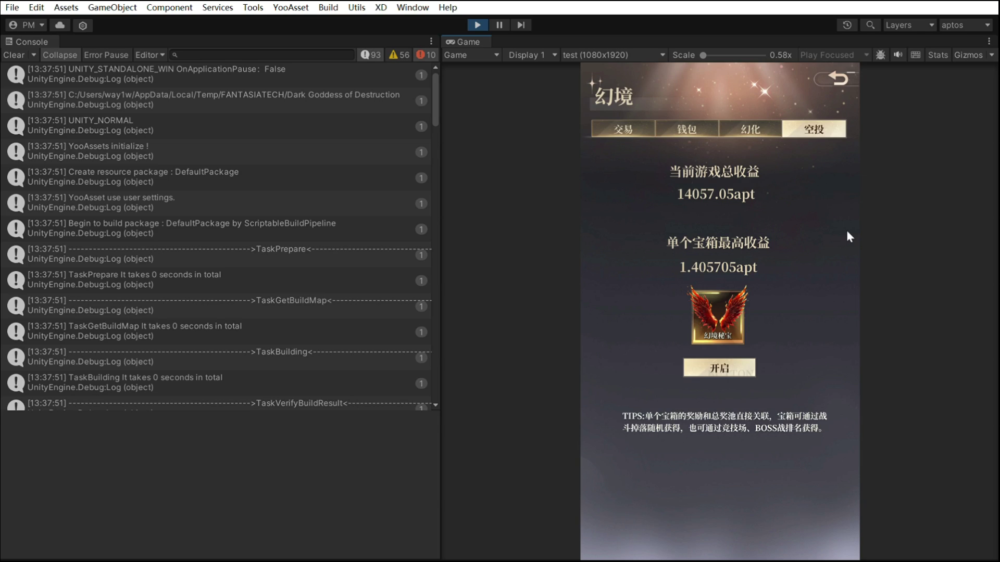 File Edit Assets GameObject Component Services Tools YooAsset Build Utils XD Window Help
PM Layers aptos
Console
Clear Collapse Error Pause Editor 93 56 10
[13:37:51] UNITY_STANDALONE_WIN OnApplicationPause: False
UnityEngine.Debug:Log (object)
1
[13:37:51] C:/Users/way1w/AppData/Local/Temp/FANTASIATECH/Dark Goddess of Destruction
UnityEngine.Debug:Log (object)
1
[13:37:51] UNITY_NORMAL
UnityEngine.Debug:Log (object)
1
[13:37:51] YooAssets initialize !
UnityEngine.Debug:Log (object)
1
[13:37:51] Create resource package : DefaultPackage
UnityEngine.Debug:Log (object)
1
[13:37:51] YooAsset use user settings.
UnityEngine.Debug:Log (object)
1
[13:37:51] Begin to build package : DefaultPackage by ScriptableBuildPipeline
UnityEngine.Debug:Log (object)
1
[13:37:51] -------------------------------------------->TaskPrepare<----------------------------
UnityEngine.Debug:Log (object)
1
[13:37:51] TaskPrepare It takes 0 seconds in total
UnityEngine.Debug:Log (object)
1
[13:37:51] -------------------------------------------->TaskGetBuildMap<-----------------------
UnityEngine.Debug:Log (object)
1
[13:37:51] TaskGetBuildMap It takes 0 seconds in total
UnityEngine.Debug:Log (object)
1
[13:37:51] -------------------------------------------->TaskBuilding<----------------------------
UnityEngine.Debug:Log (object)
1
[13:37:51] TaskBuilding It takes 0 seconds in total
UnityEngine.Debug:Log (object)
1
[13:37:51] -------------------------------------------->TaskVerifyBuildResult<--------------------
1
Game
Game Display 1 test (1080x1920) Scale 0.58x Play Focused Stats Gizmos
幻境
交易 钱包 幻化 空投
当前游戏总收益
14057.05apt
单个宝箱最高收益
1.405705apt
幻境秘宝
开启
TIPS:单个宝箱的奖励和总奖池直接关联，宝箱可通过战
斗掉落随机获得，也可通过竞技场、BOSS战排名获得。